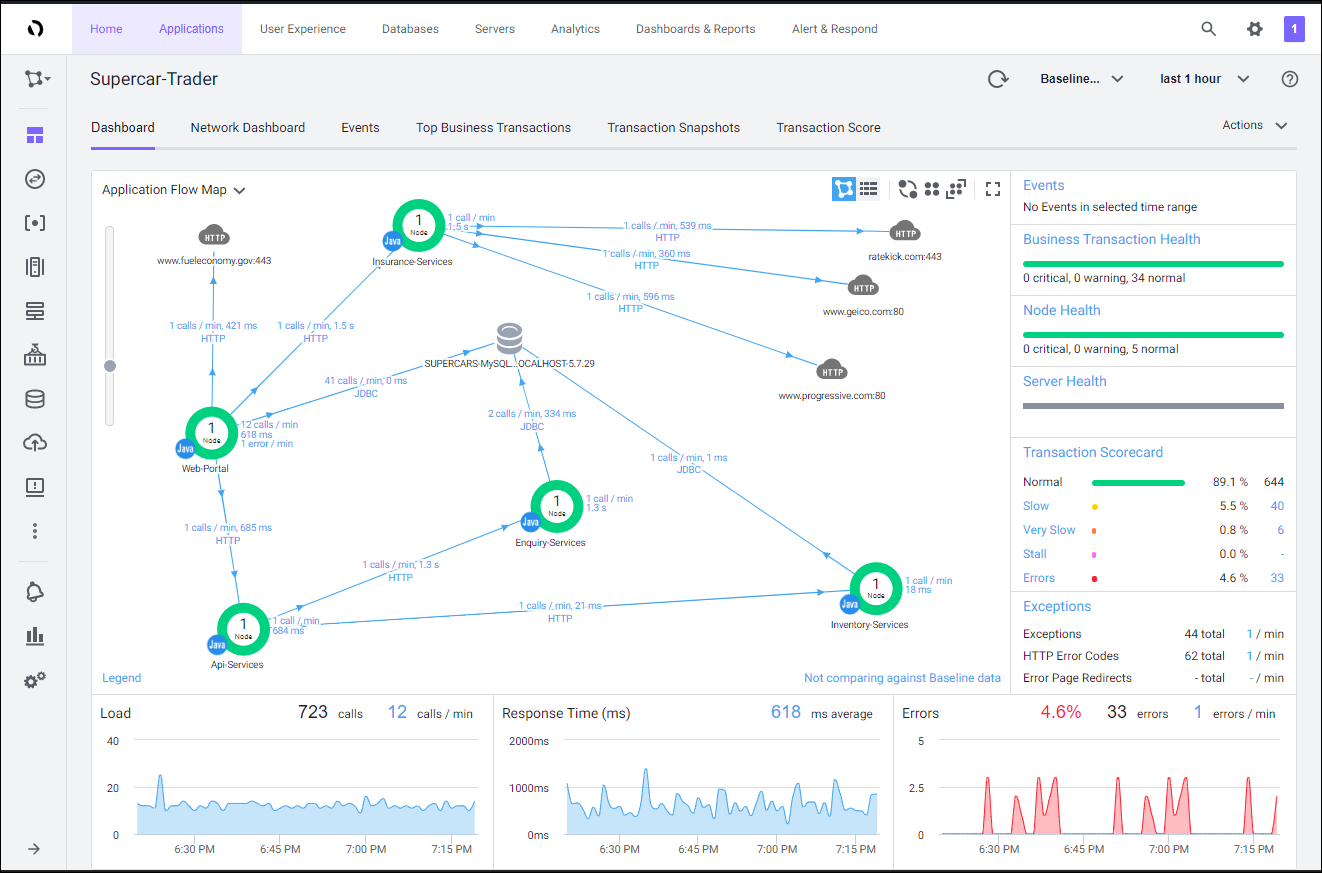 Home
Applications
User Experience
Databases
Servers
Analytics
Dashboards & Reports
Alert & Respond
1
Supercar-Trader
Baseline...
last 1 hour
Dashboard
Network Dashboard
Events
Top Business Transactions
Transaction Snapshots
Transaction Score
Actions
Application Flow Map
HTTP
www.fueleconomy.gov:443
1 Node
Java
Insurance-Services
1 call / min
1.5 s
1 calls / min, 539 ms
HTTP
HTTP
ratekick.com:443
1 calls / min, 360 ms
HTTP
HTTP
www.geico.com:80
1 calls / min, 596 ms
HTTP
HTTP
www.progressive.com:80
1 calls / min, 421 ms
HTTP
1 calls / min, 1.5 s
HTTP
SUPERCARS-MySQL...OCALHOST-5.7.29
41 calls / min, 0 ms
JDBC
2 calls / min, 334 ms
JDBC
1 Node
Java
Web-Portal
12 calls / min
618 ms
1 error / min
1 calls / min, 1 ms
JDBC
1 calls / min, 685 ms
HTTP
1 Node
Java
Enquiry-Services
1 call / min
1.3 s
1 calls / min, 1.3 s
HTTP
1 calls / min, 21 ms
HTTP
1 Node
Java
Inventory-Services
1 call / min
18 ms
1 Node
Java
Api-Services
1 call / min
684 ms
Legend
Not comparing against Baseline data
Events
No Events in selected time range
Business Transaction Health
0 critical, 0 warning, 34 normal
Node Health
0 critical, 0 warning, 5 normal
Server Health
Transaction Scorecard
Normal 89.1 % 644
Slow 5.5 % 40
Very Slow 0.8 % 6
Stall 0.0 % -
Errors 4.6 % 33
Exceptions
Exceptions 44 total 1 / min
HTTP Error Codes 62 total 1 / min
Error Page Redirects - total - / min
Load 723 calls 12 calls / min
40
20
0
6:30 PM 6:45 PM 7:00 PM 7:15 PM
Response Time (ms) 618 ms average
2000ms
1000ms
0ms
6:30 PM 6:45 PM 7:00 PM 7:15 PM
Errors 4.6% 33 errors 1 errors / min
5
2.5
0
6:30 PM 6:45 PM 7:00 PM 7:15 PM